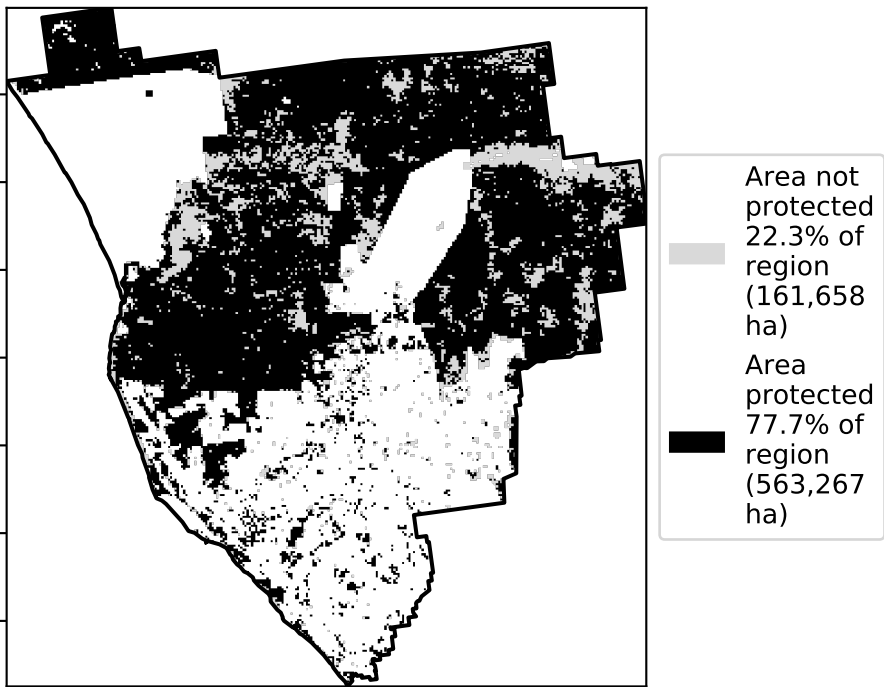 Area not
protected
22.3% of
region
(161,658
ha)
Area
protected
77.7% of
region
(563,267
ha)